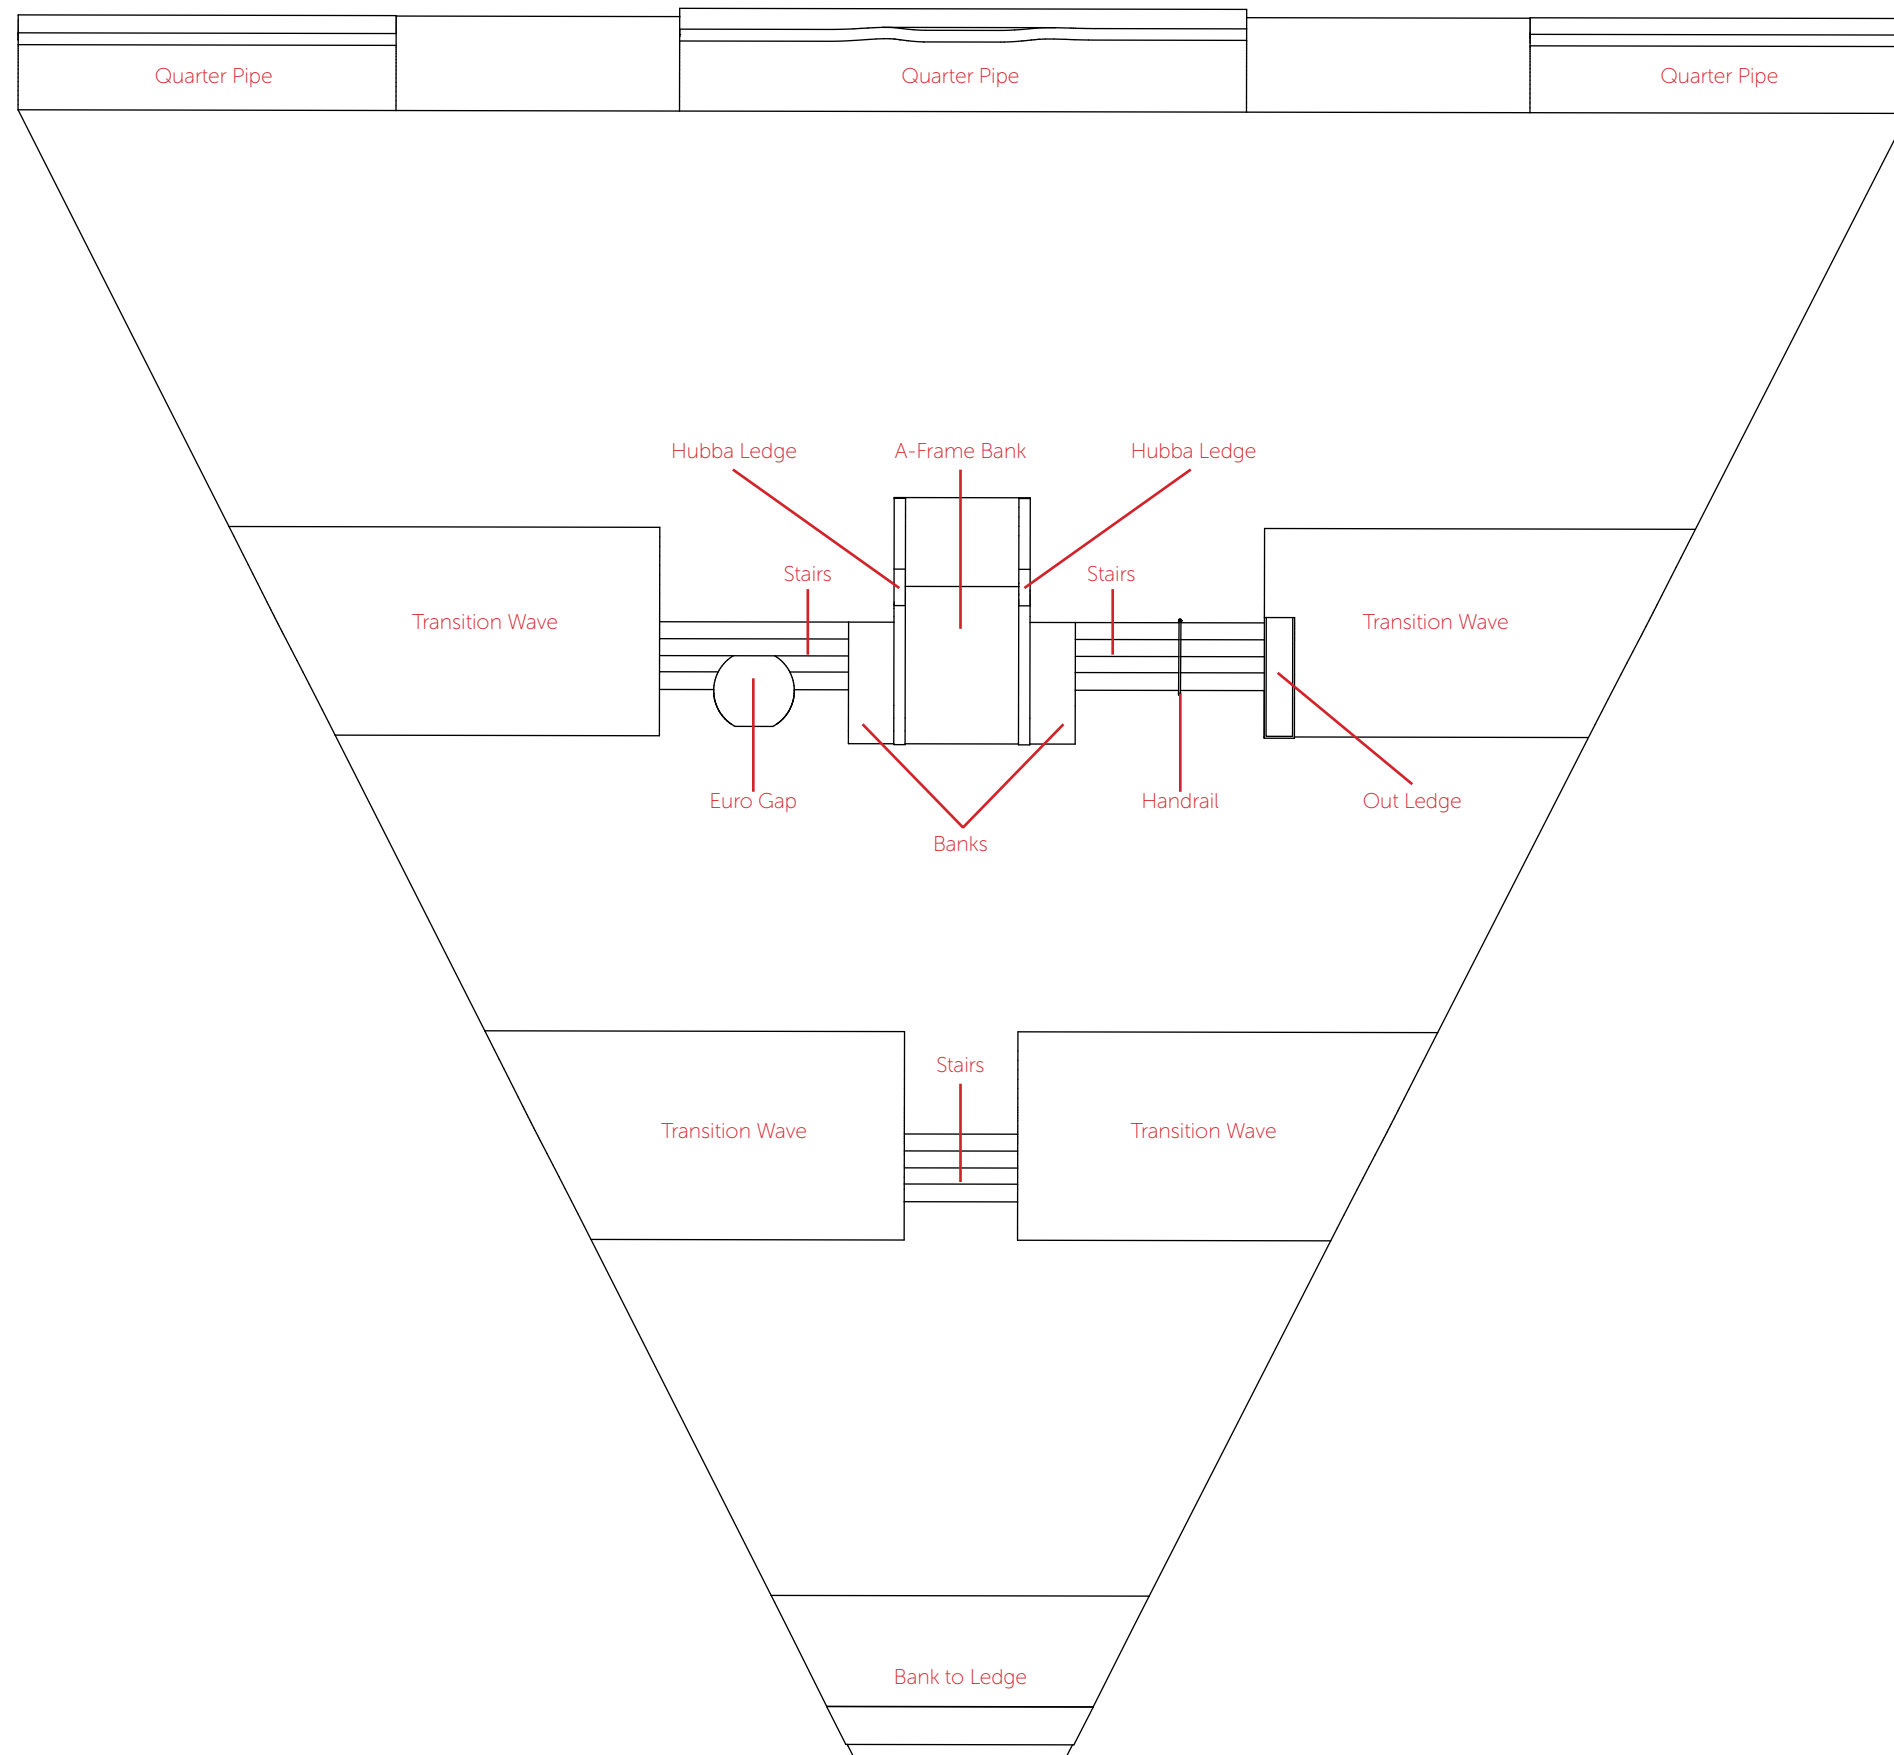 Quarter Pipe
Quarter Pipe
Quarter Pipe
Hubba Ledge
A-Frame Bank
Hubba Ledge
Stairs
Stairs
Transition Wave
Transition Wave
Euro Gap
Handrail
Out Ledge
Banks
Stairs
Transition Wave
Transition Wave
Bank to Ledge